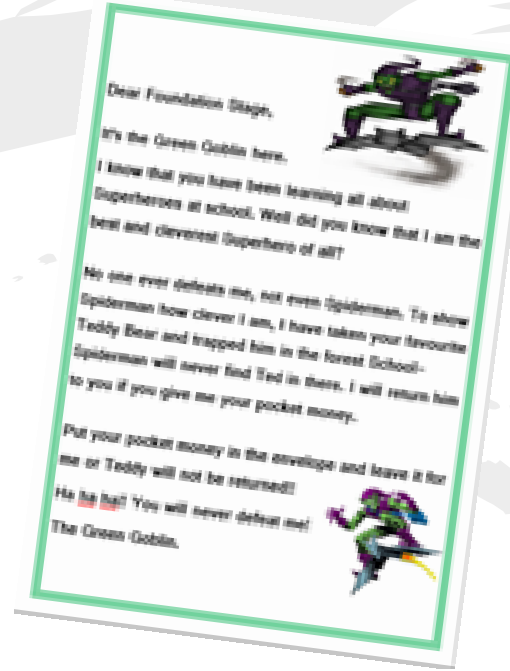 Dear Foundation Stage,
It's the Green Goblin here.
I know that you have been learning all about
Superheroes at school. Well did you know that I am the
best and cleverest Superhero of all?
No one ever defeats me, not even Spiderman. To show
Spiderman how clever I am, I have taken your favourite
Teddy Bear and trapped him in the forest School.
Spiderman will never find Ted in there. I will return him
to you if you give me your pocket money.
Put your pocket money in the envelope and leave it for
me or Teddy will not be returned!
Ha ha ha! You will never defeat me!
The Green Goblin.